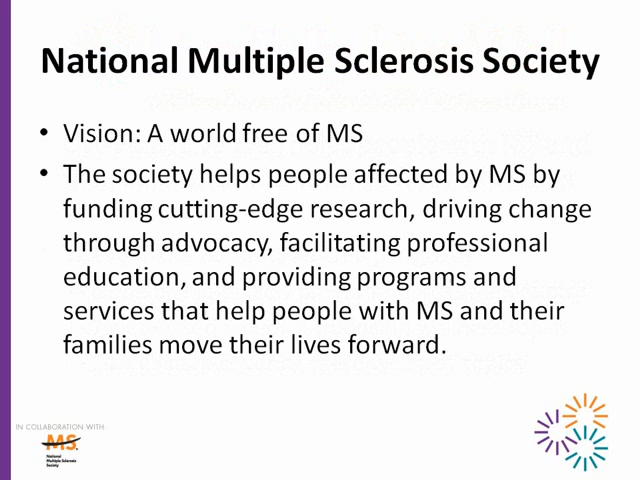 National Multiple Sclerosis Society
• Vision: A world free of MS
• The society helps people affected by MS by
funding cutting-edge research, driving change
through advocacy, facilitating professional
education, and providing programs and
services that help people with MS and their
families move their lives forward.
IN COLLABORATION WITH:
MS
National
Multiple Sclerosis
Society